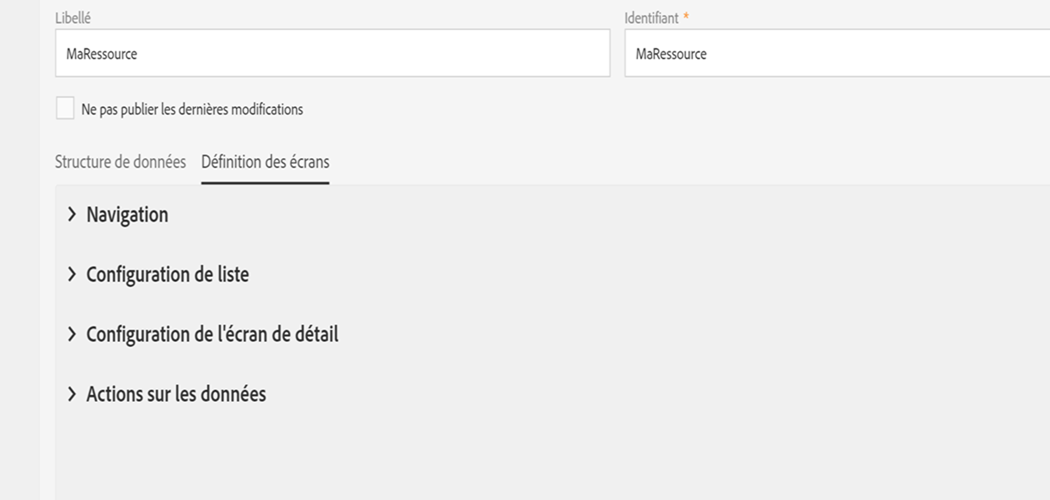 Libellé Identifiant *
MaRessource MaRessource
Ne pas publier les dernières modifications
Structure de données Définition des écrans
Navigation
Configuration de liste
Configuration de l'écran de détail
Actions sur les données